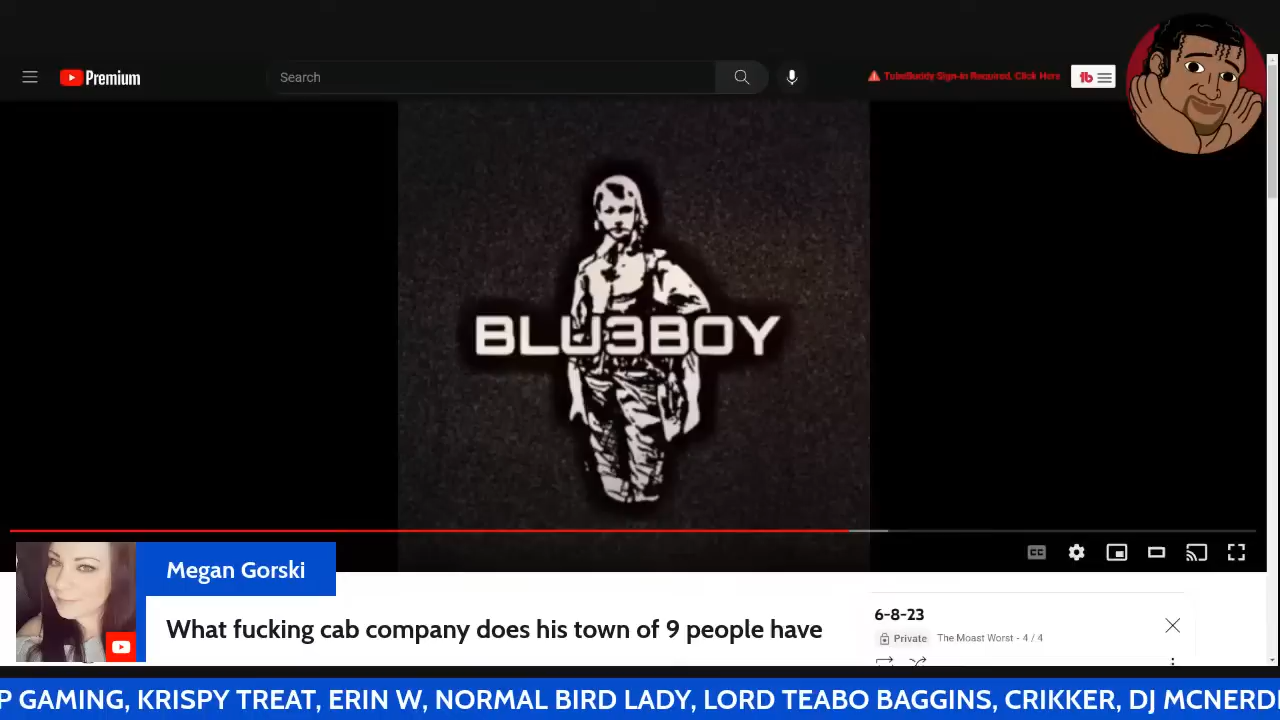 Premium
Search
TubeBuddy Sign-in Required, Click Here
tb
BLU3BOY
CC
Megan Gorski
What fucking cab company does his town of 9 people have
6-8-23
Private The Moast Worst - 4 / 4
P GAMING, KRISPY TREAT, ERIN W, NORMAL BIRD LADY, LORD TEABO BAGGINS, CRIKKER, DJ MCNERD